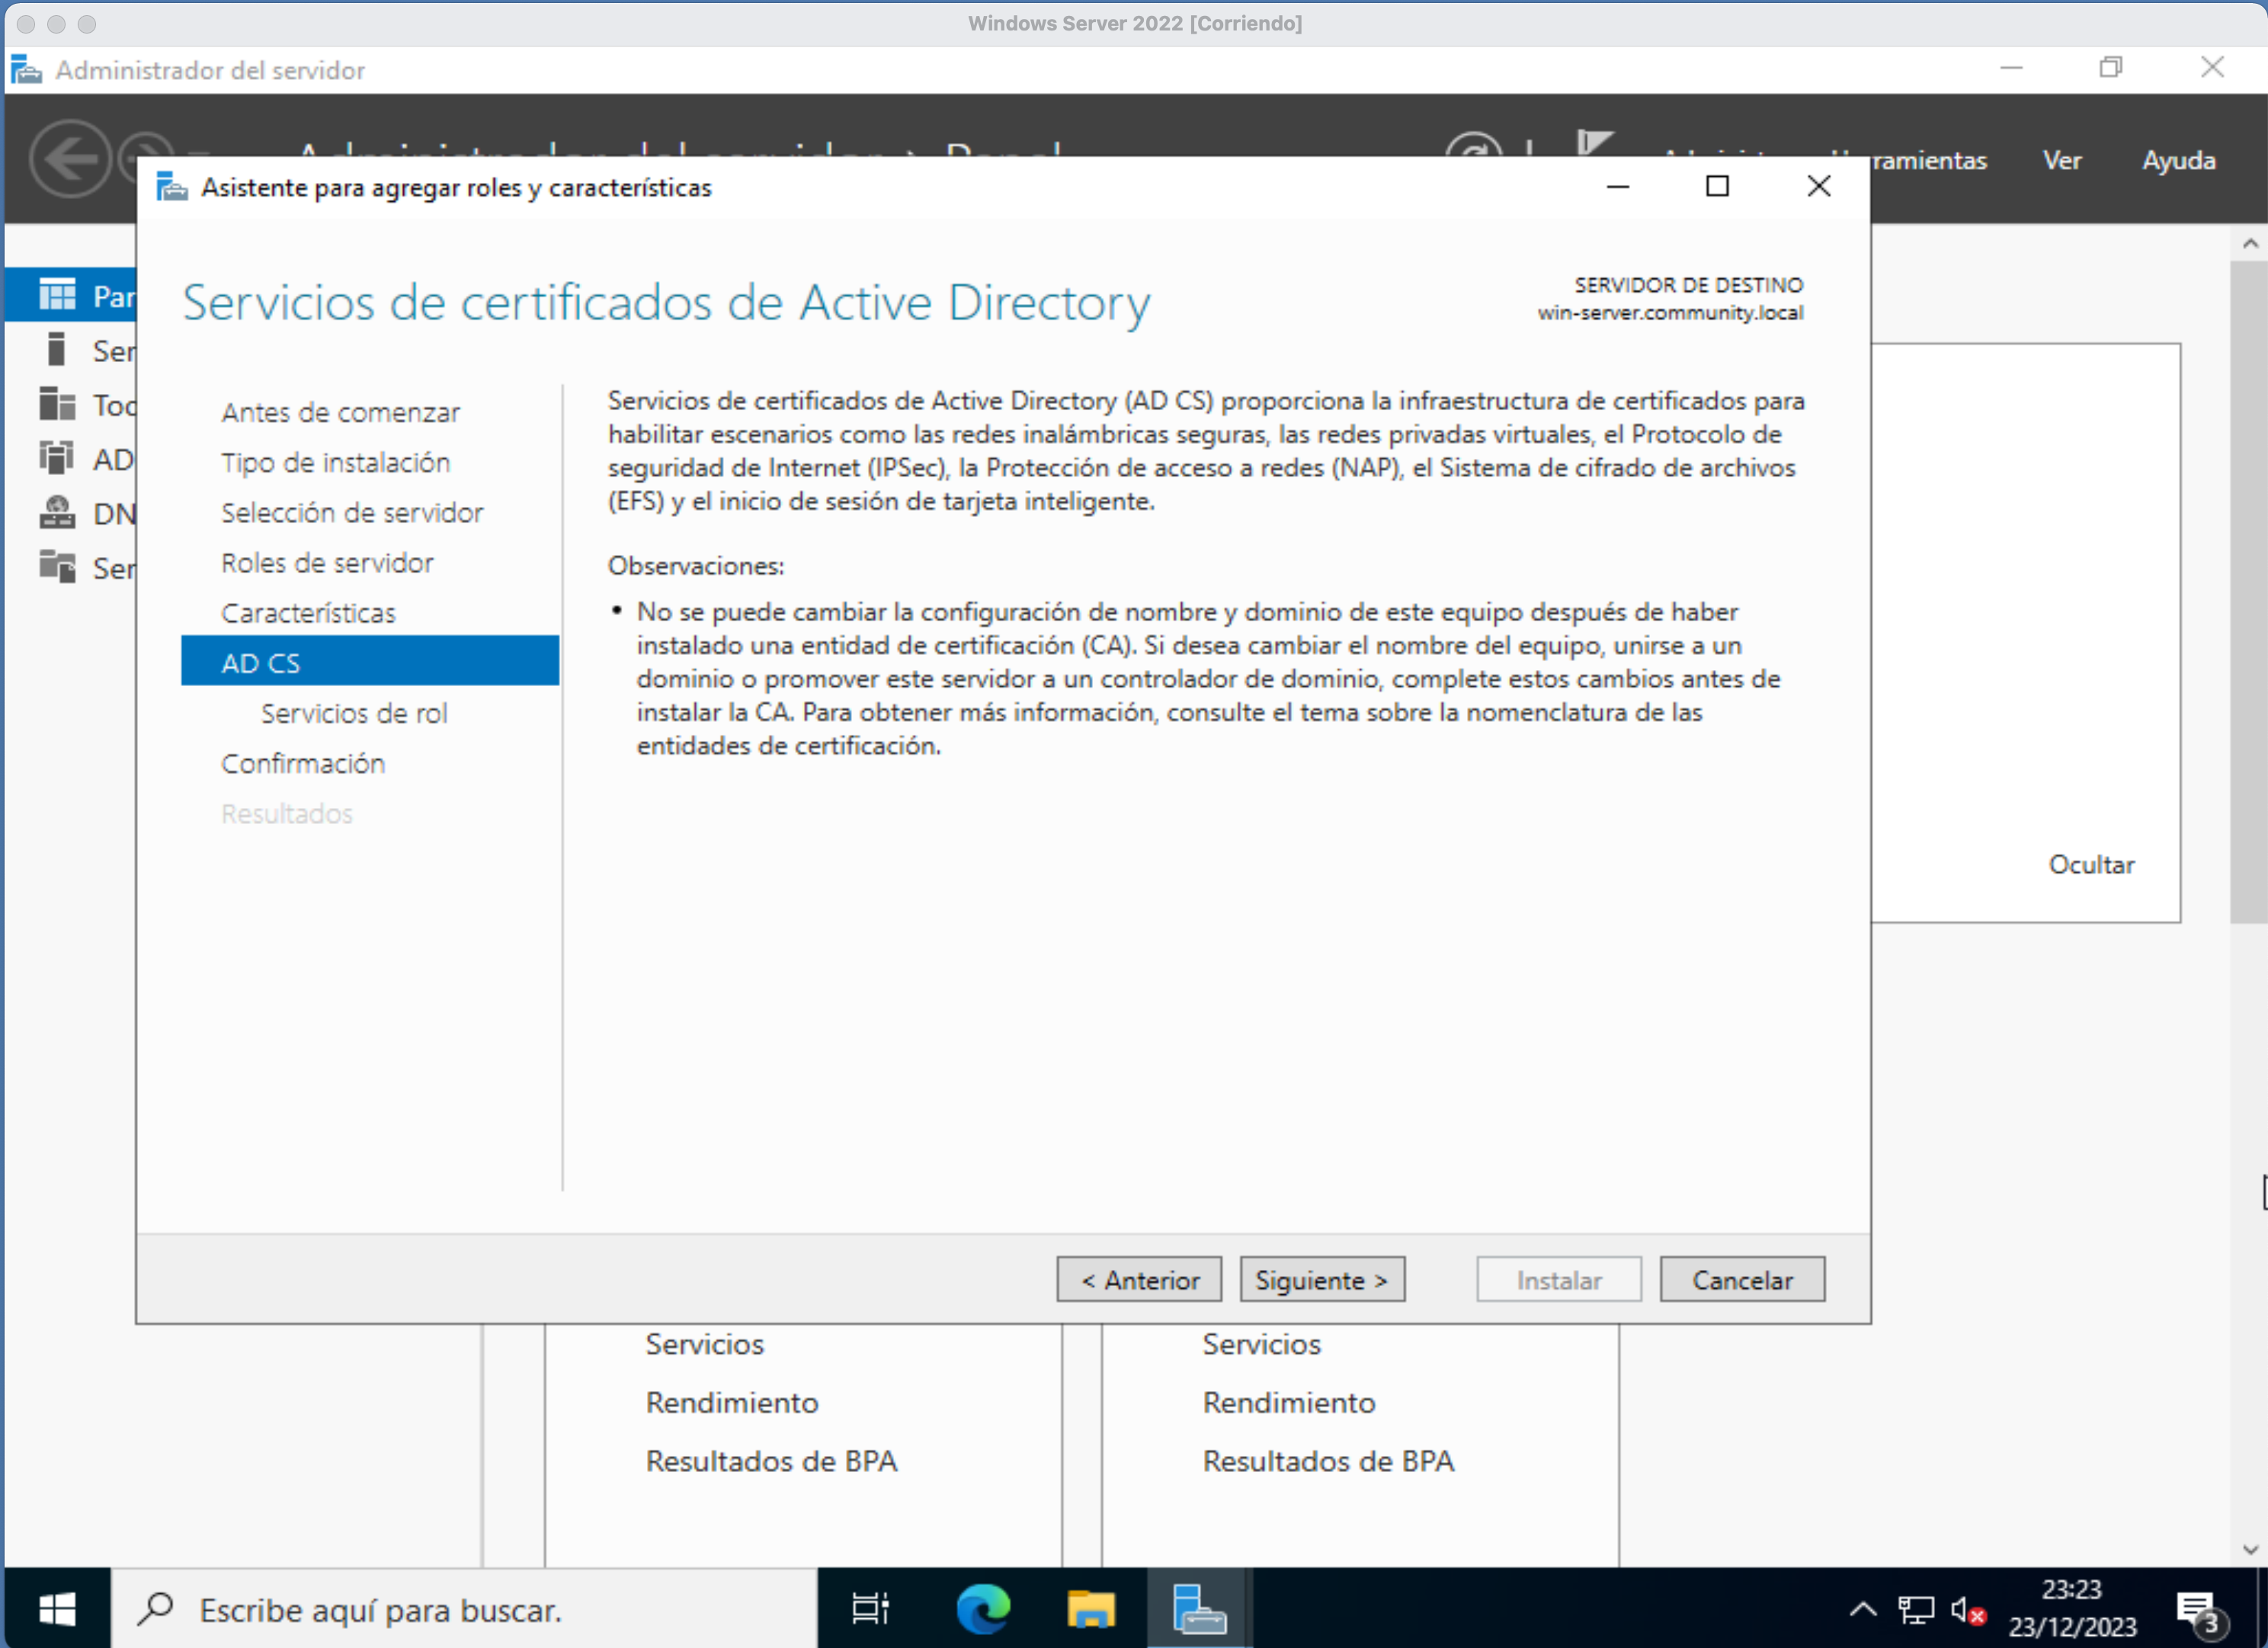 Windows Server 2022 [Corriendo]
Administrador del servidor
Ver
Ayuda
Asistente para agregar roles y características
Servicios de certificados de Active Directory
SERVIDOR DE DESTINO
win-server.community.local
Antes de comenzar
Tipo de instalación
Selección de servidor
Roles de servidor
Características
AD CS
Servicios de rol
Confirmación
Resultados
Servicios de certificados de Active Directory (AD CS) proporciona la infraestructura de certificados para
habilitar escenarios como las redes inalámbricas seguras, las redes privadas virtuales, el Protocolo de
seguridad de Internet (IPSec), la Protección de acceso a redes (NAP), el Sistema de cifrado de archivos
(EFS) y el inicio de sesión de tarjeta inteligente.
Observaciones:
• No se puede cambiar la configuración de nombre y dominio de este equipo después de haber
instalado una entidad de certificación (CA). Si desea cambiar el nombre del equipo, unirse a un
dominio o promover este servidor a un controlador de dominio, complete estos cambios antes de
instalar la CA. Para obtener más información, consulte el tema sobre la nomenclatura de las
entidades de certificación.
Ocultar
< Anterior
Siguiente >
Instalar
Cancelar
Servicios
Rendimiento
Resultados de BPA
Servicios
Rendimiento
Resultados de BPA
Escribe aquí para buscar.
23:23
23/12/2023
3